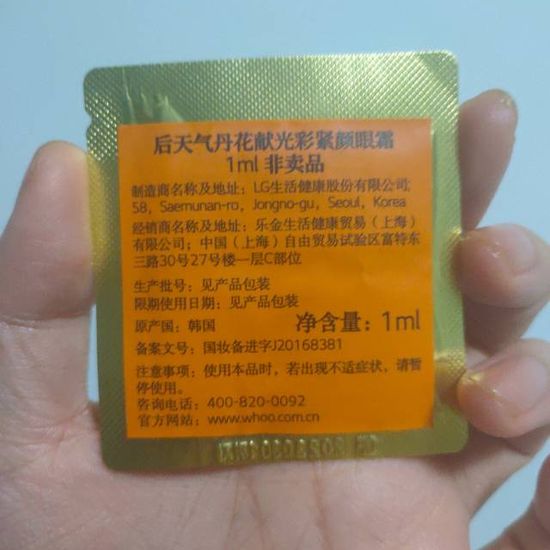 后天气丹花献光彩紧颜眼霜
1ml 非卖品
制造商名称及地址：LG生活健康股份有限公司;
58, Saemunan-ro, Jongno-gu, Seoul, Korea
经销商名称及地址：乐金生活健康贸易（上海）
有限公司；中国（上海）自由贸易试验区富特东
三路30号27号楼一层C部位
生产批号：见产品包装
限期使用日期：见产品包装
原产国：韩国
净含量：1ml
备案文号：国妆备进字J20168381
注意事项：使用本品时，若出现不适症状，请暂
停使用。
咨询电话：400-820-0092
官方网站：www.whoo.com.cn